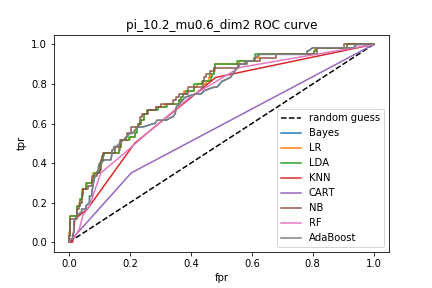 pi_10.2_mu0.6_dim2 ROC curve
tpr
1.0
0.8
0.6
0.4
0.2
0.0
random guess
Bayes
LR
LDA
KNN
CART
NB
RF
AdaBoost
0.0 0.2 0.4 0.6 0.8 1.0
fpr